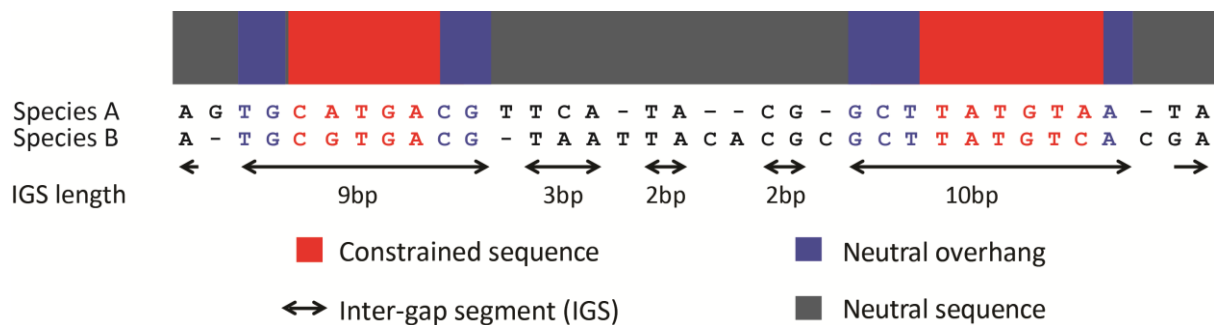 Species A A G T G C A T G A C G T T C A - T A - - C G - G C T T A T G T A A - T A
Species B A - T G C G T G A C G - T A A T T A C A C G C G C T T A T G T C A C G A
IGS length 9bp 3bp 2bp 2bp 10bp
Constrained sequence Neutral overhang
Inter-gap segment (IGS) Neutral sequence